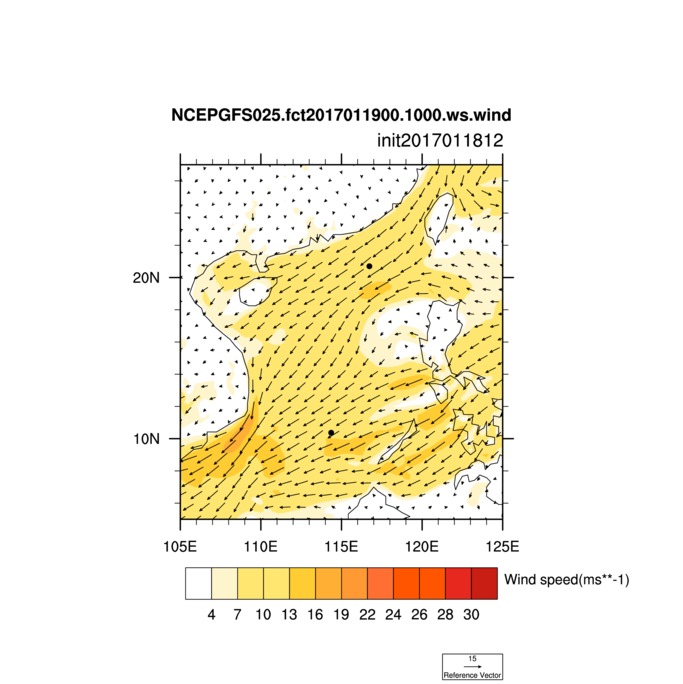 NCEPGFS025.fct2017011900.1000.ws.wind
init2017011812
20N
10N
105E 110E 115E 120E 125E
Wind speed(ms**-1)
4 7 10 13 16 19 22 24 26 28 30
15
Reference Vector